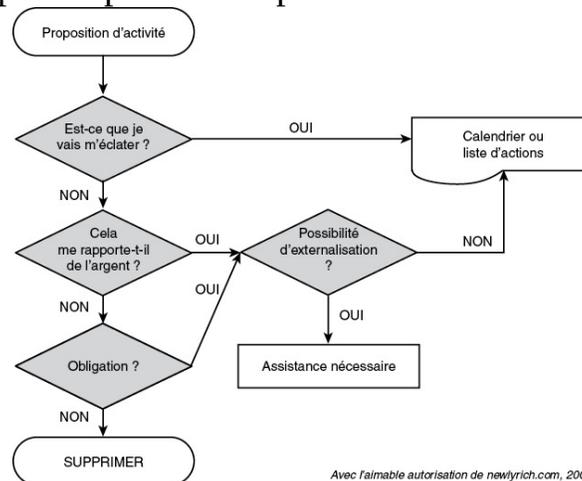 Proposition d'activité
Est-ce que je
vais m'éclater ?
OUI
Calendrier ou
liste d'actions
NON
Cela
me rapporte-t-il
de l'argent ?
OUI
Possibilité
d'externalisation
?
NON
NON
OUI
OUI
Obligation ?
Assistance nécessaire
NON
SUPPRIMER
Avec l'aimable autorisation de newlyrich.com,